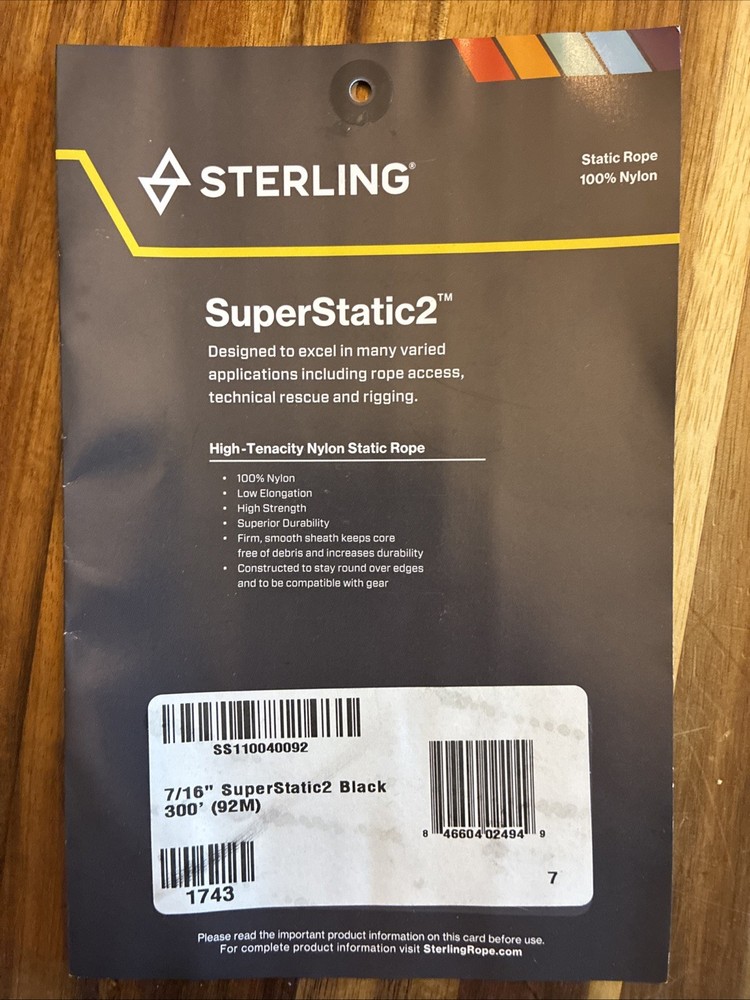 STERLING®
Static Rope
100% Nylon
SuperStatic2™
Designed to excel in many varied
applications including rope access,
technical rescue and rigging.
High-Tenacity Nylon Static Rope
• 100% Nylon
• Low Elongation
• High Strength
• Superior Durability
• Firm, smooth sheath keeps core
free of debris and increases durability
• Constructed to stay round over edges
and to be compatible with gear
SS110040092
7/16" SuperStatic2 Black
300' (92M)
8 46604 02494 9
1743
7
Please read the important product information on this card before use.
For complete product information visit SterlingRope.com